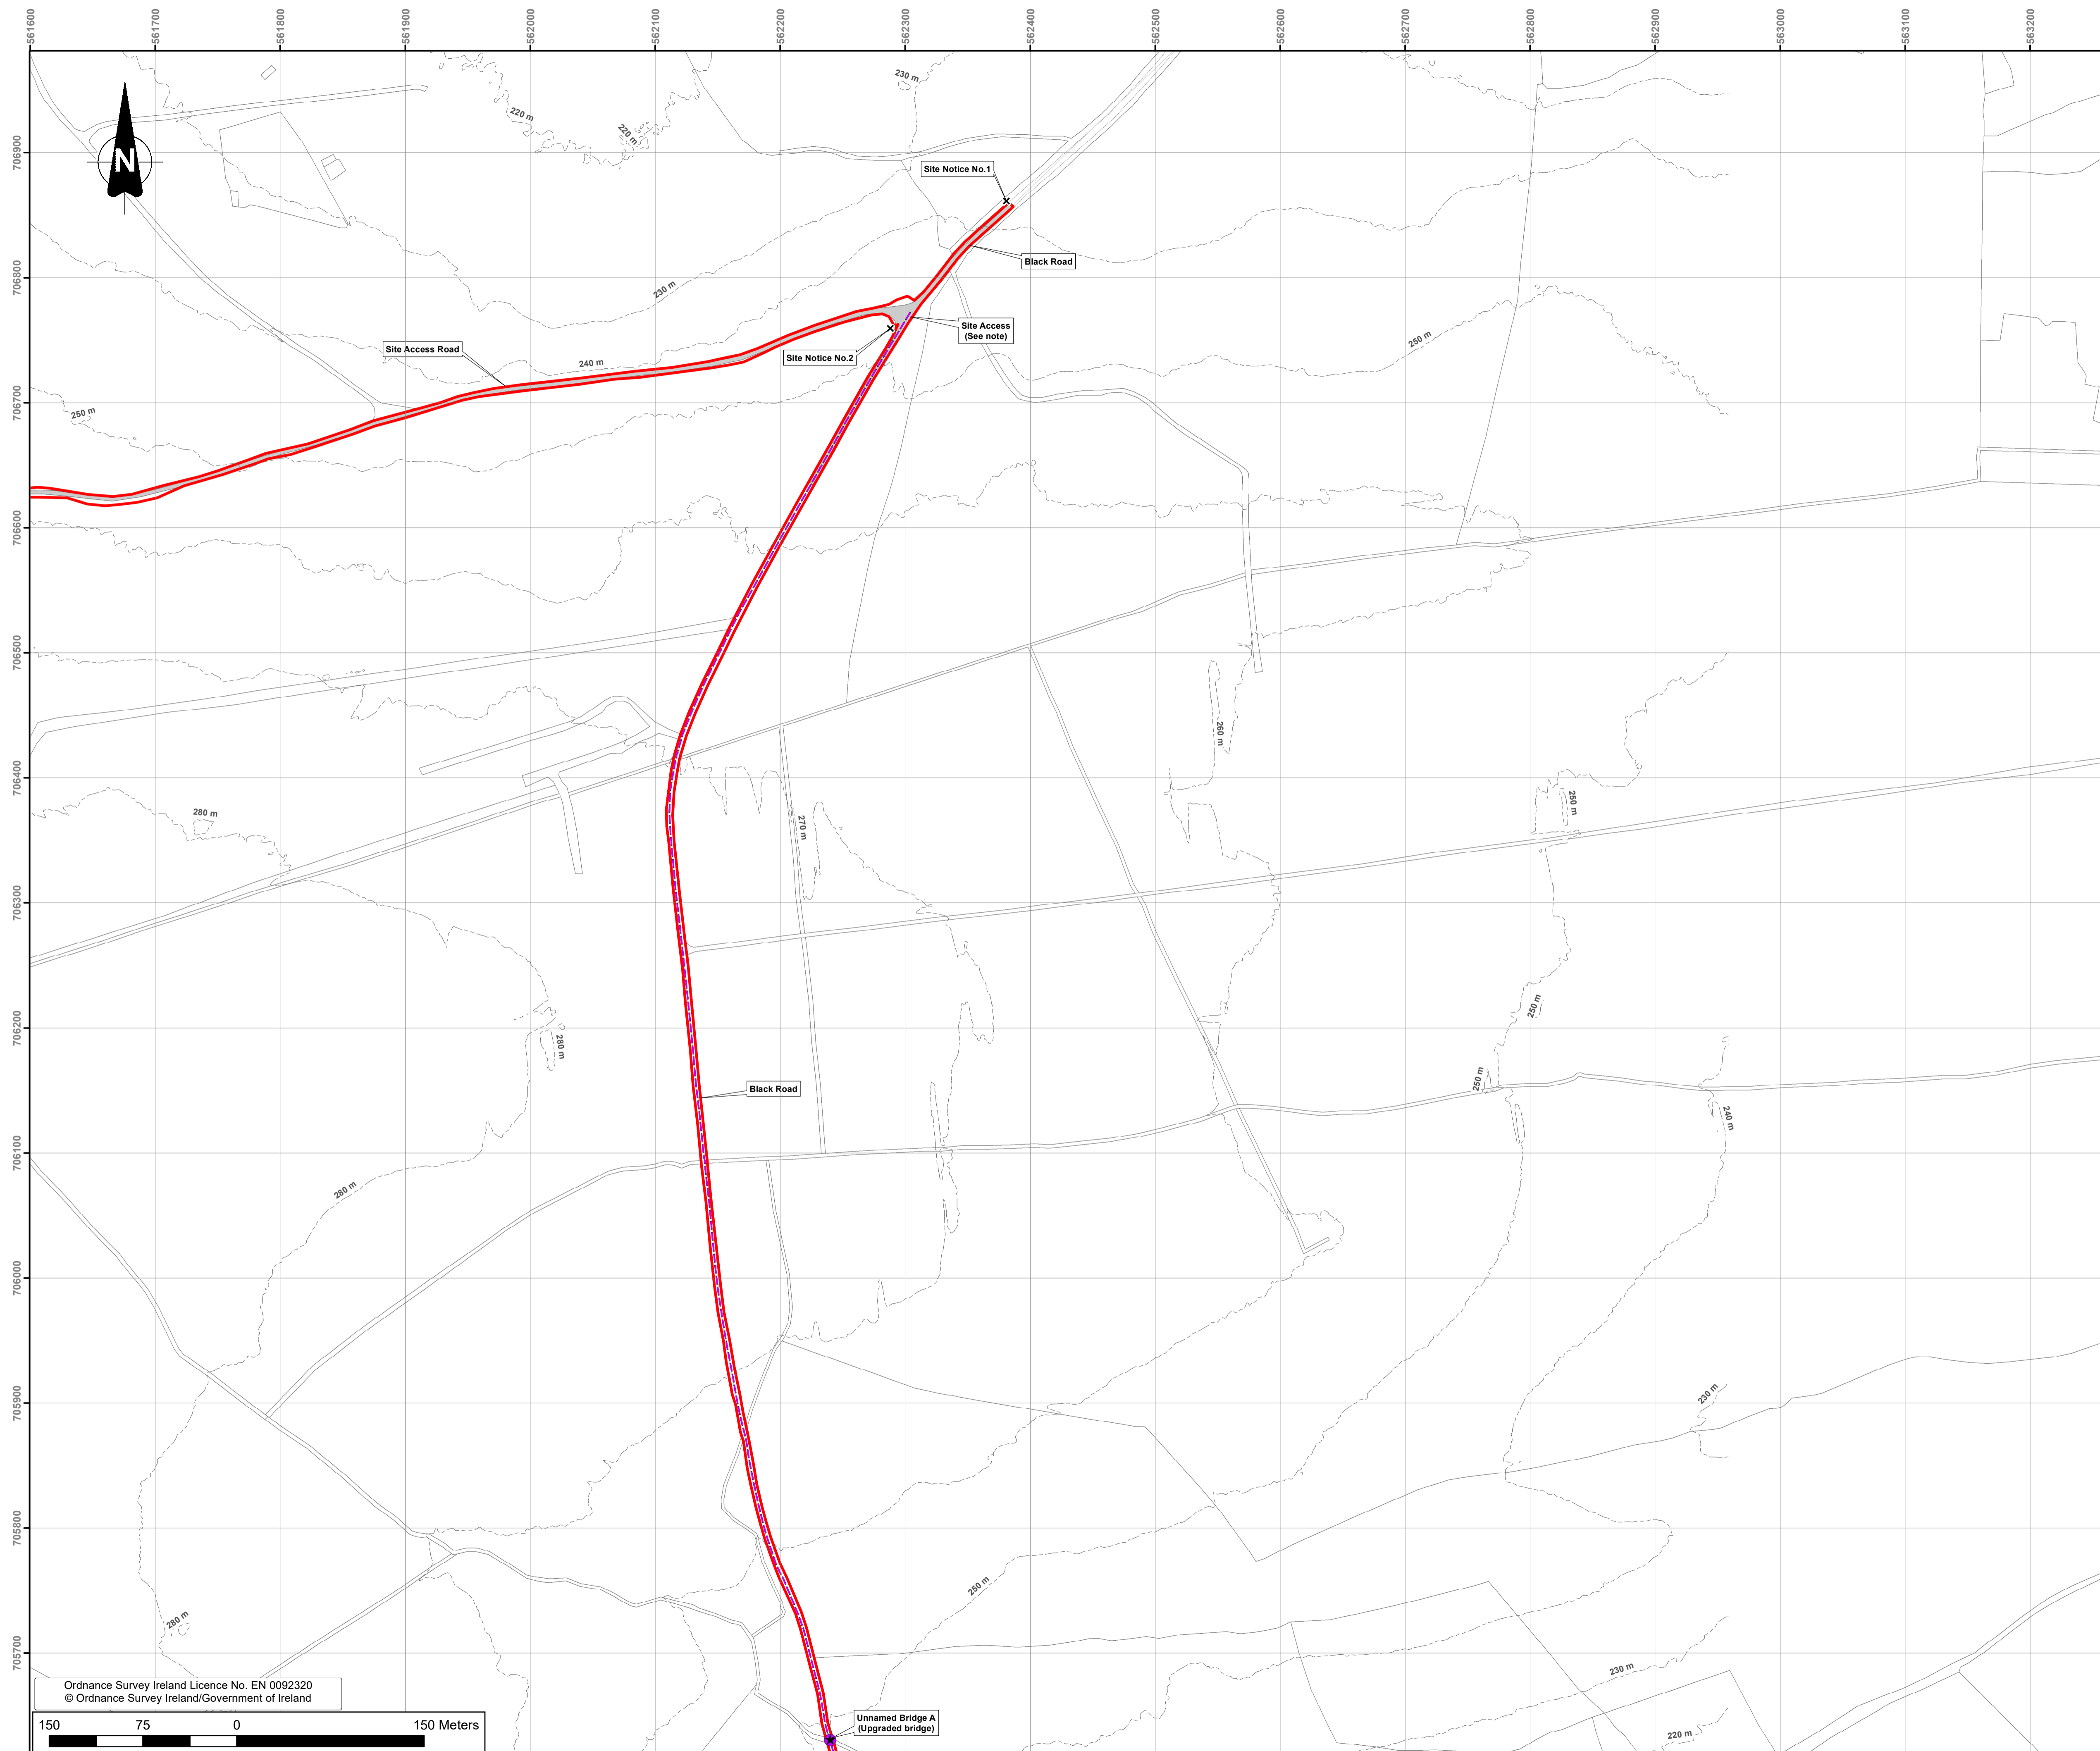 561600
561700
561800
561900
562000
562100
562200
562300
562400
562500
562600
562700
562800
562900
563000
563100
563200
230 m
220 m
220 m
706900
N
Site Notice No.1
Black Road
706800
230 m
Site Access
(See note)
Site Access Road
Site Notice No.2
240 m
250 m
706700
250 m
706600
706500
260 m
706400
280 m
270 m
250 m
706300
250 m
706200
280 m
250 m
Black Road
240 m
706100
280 m
706000
230 m
705900
705800
250 m
280 m
705700
230 m
Ordnance Survey Ireland Licence No. EN 0092320
© Ordnance Survey Ireland/Government of Ireland
150 75 0 150 Meters
Unnamed Bridge A
(Upgraded bridge)
220 m